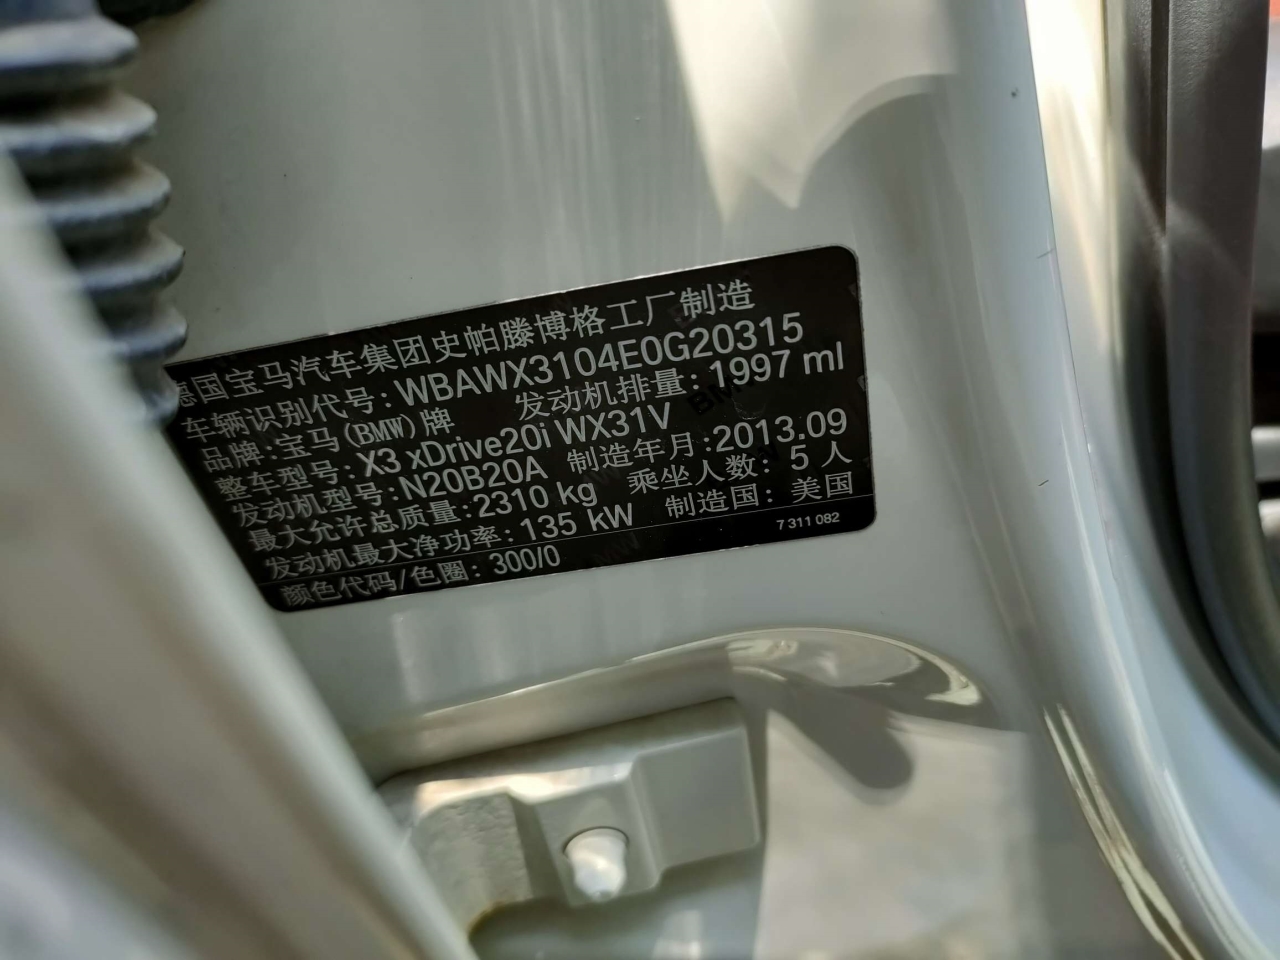 德国宝马汽车集团史帕滕博格工厂制造
车辆识别代号: WBAWX3104E0G20315
品牌: 宝马(BMW)牌 发动机排量: 1997 ml
整车型号: X3 xDrive20i WX31V
发动机型号: N20B20A 制造年月: 2013.09
最大允许总质量: 2310 kg 乘坐人数: 5 人
发动机最大净功率: 135 kW 制造国: 美国
颜色代码/色圈: 300/0 7 311 082